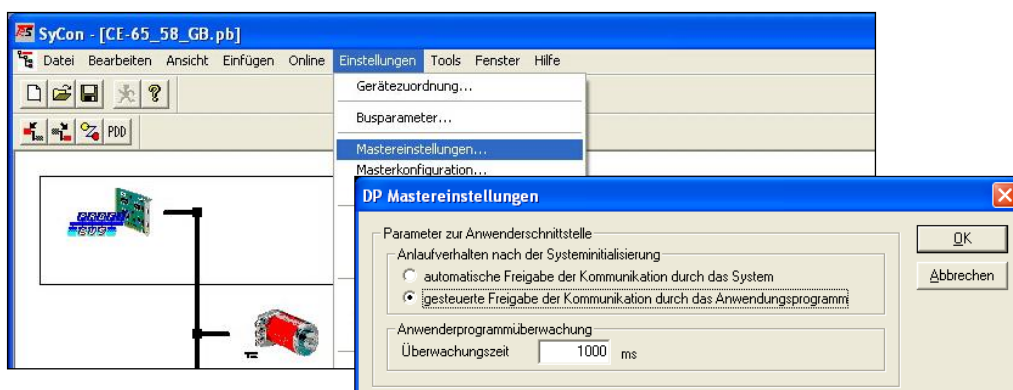 SyCon - [CE-65_58_GB.pb]
Datei Bearbeiten Ansicht Einfügen Online Einstellungen Tools Fenster Hilfe
Gerätezuordnung...
Busparameter...
PDD
Mastereinstellungen...
Masterkonfiguration...
DP Mastereinstellungen
Parameter zur Anwenderschnittstelle
OK
Anlaufverhalten nach der Systeminitialisierung
automatische Freigabe der Kommunikation durch das System
Abbrechen
gesteuerte Freigabe der Kommunikation durch das Anwendungsprogramm
Anwenderprogrammüberwachung
Überwachungszeit 1000 ms